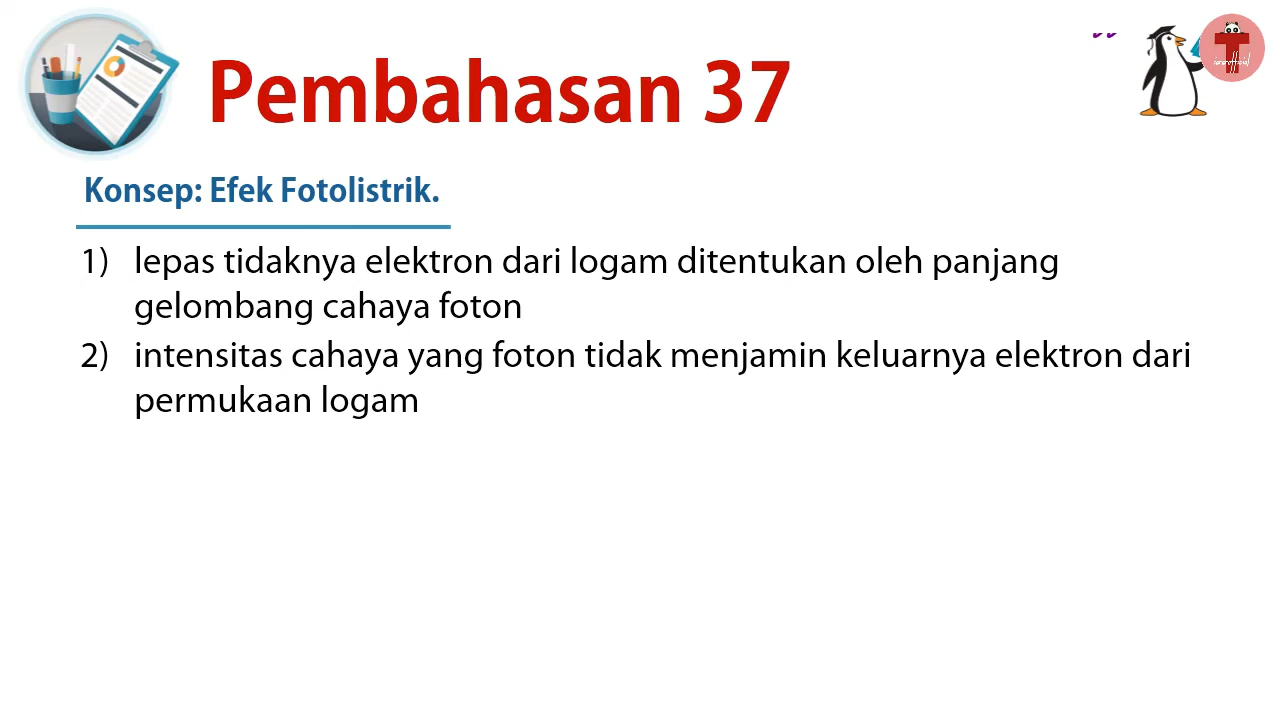 Pembahasan 37
Konsep: Efek Fotolistrik.
1) lepas tidaknya elektron dari logam ditentukan oleh panjang
gelombang cahaya foton
2) intensitas cahaya yang foton tidak menjamin keluarnya elektron dari
permukaan logam